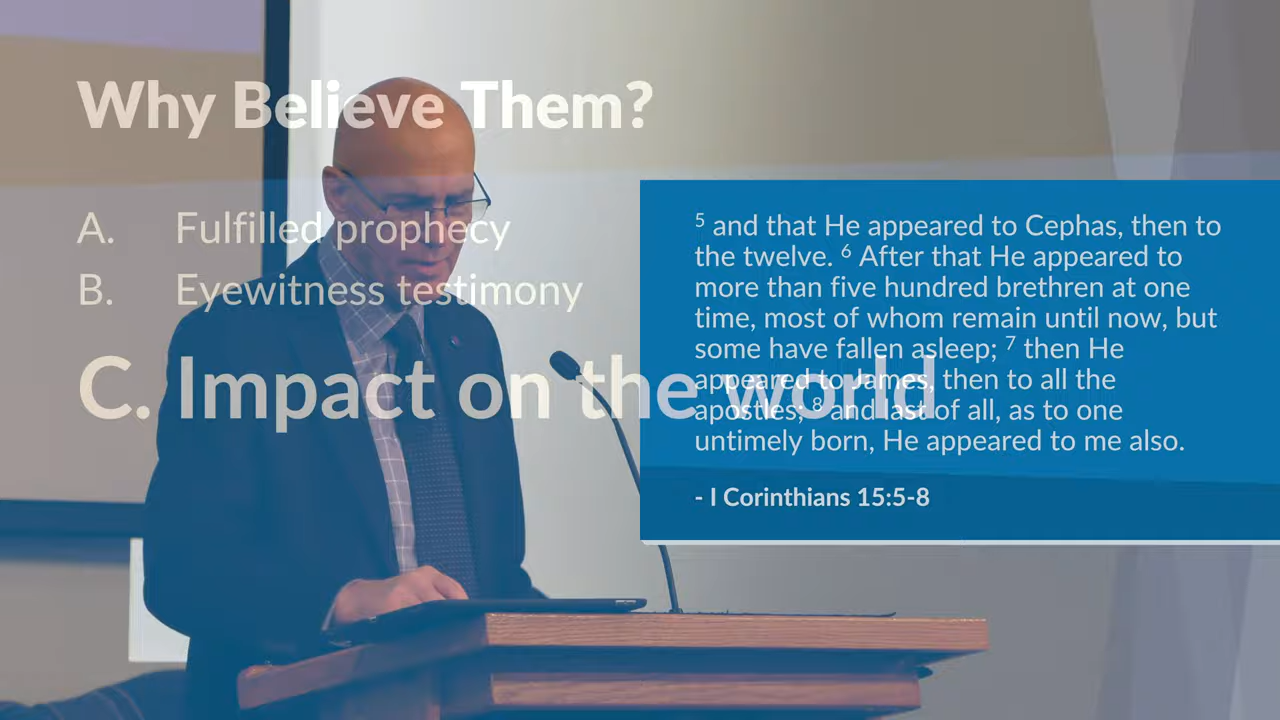 Why Believe Them?
A. Fulfilled prophecy
B. Eyewitness testimony
C. Impact on the world
5 and that He appeared to Cephas, then to
the twelve. 6 After that He appeared to
more than five hundred brethren at one
time, most of whom remain until now, but
some have fallen asleep; 7 then He
appeared to James, then to all the
apostles; 8 and last of all, as to one
untimely born, He appeared to me also.
- I Corinthians 15:5-8